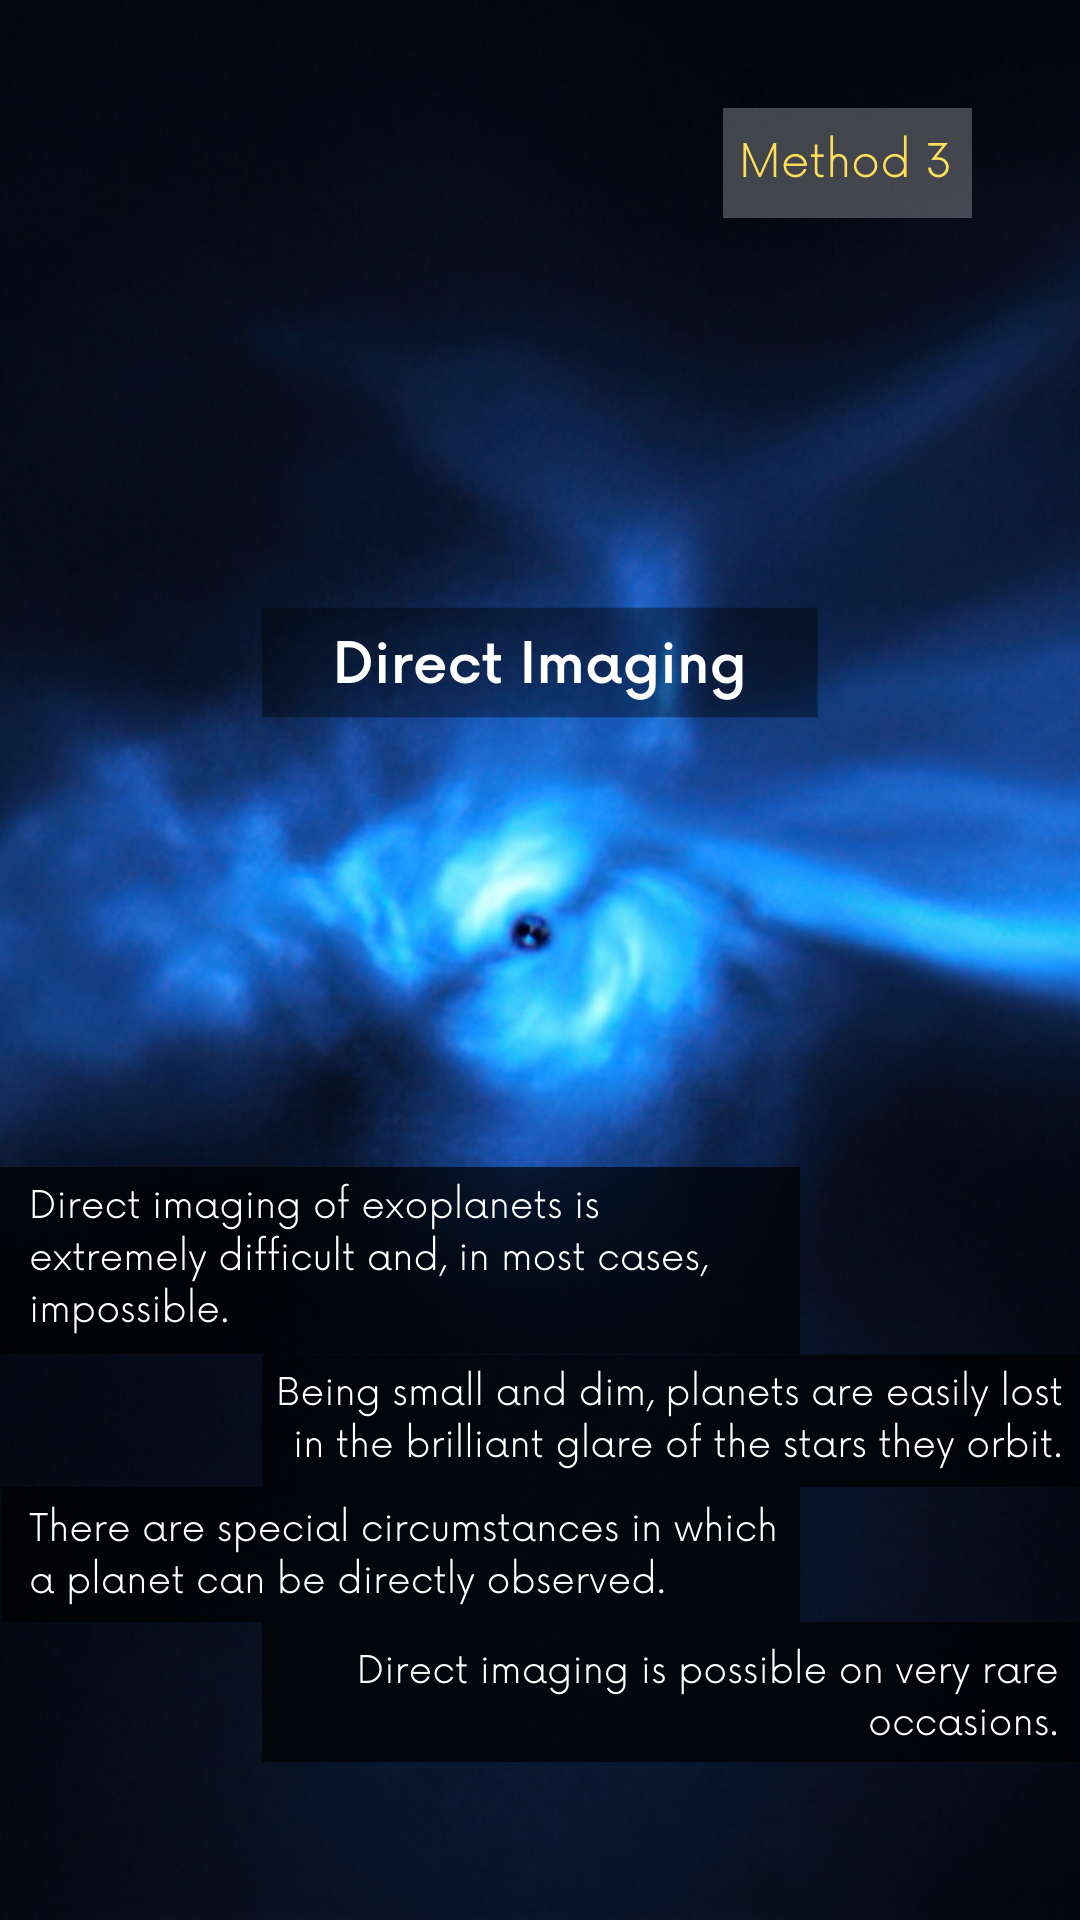 Method 3
Direct Imaging
Direct imaging of exoplanets is
extremely difficult and, in most cases,
impossible.
Being small and dim, planets are easily lost
in the brilliant glare of the stars they orbit.
There are special circumstances in which
a planet can be directly observed.
Direct imaging is possible on very rare
occasions.